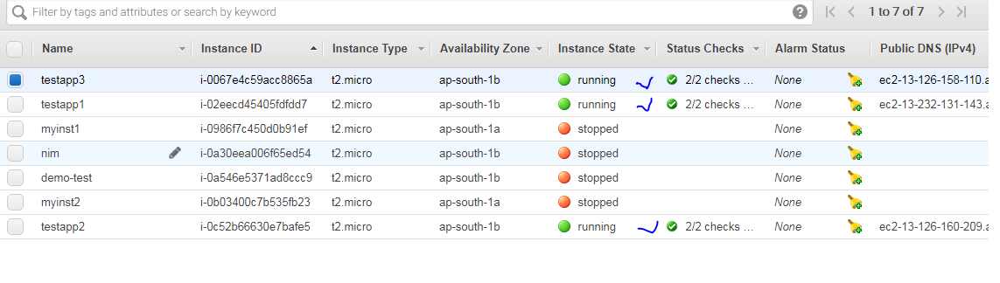 Filter by tags and attributes or search by keyword 1 to 7 of 7
Name Instance ID Instance Type Availability Zone Instance State Status Checks Alarm Status Public DNS (IPv4)
testapp3 i-0067e4c59acc8865a t2.micro ap-south-1b running 2/2 checks ... None ec2-13-126-158-110.a
testapp1 i-02eecd45405fdfdd7 t2.micro ap-south-1b running 2/2 checks ... None ec2-13-232-131-143.a
myinst1 i-0986f7c450d0b91ef t2.micro ap-south-1a stopped None
nim i-0a30eea006f65ed54 t2.micro ap-south-1b stopped None
demo-test i-0a546e5371ad8ccc9 t2.micro ap-south-1b stopped None
myinst2 i-0b03400c7b535fb23 t2.micro ap-south-1a stopped None
testapp2 i-0c52b66630e7bafe5 t2.micro ap-south-1b running 2/2 checks ... None ec2-13-126-160-209.a